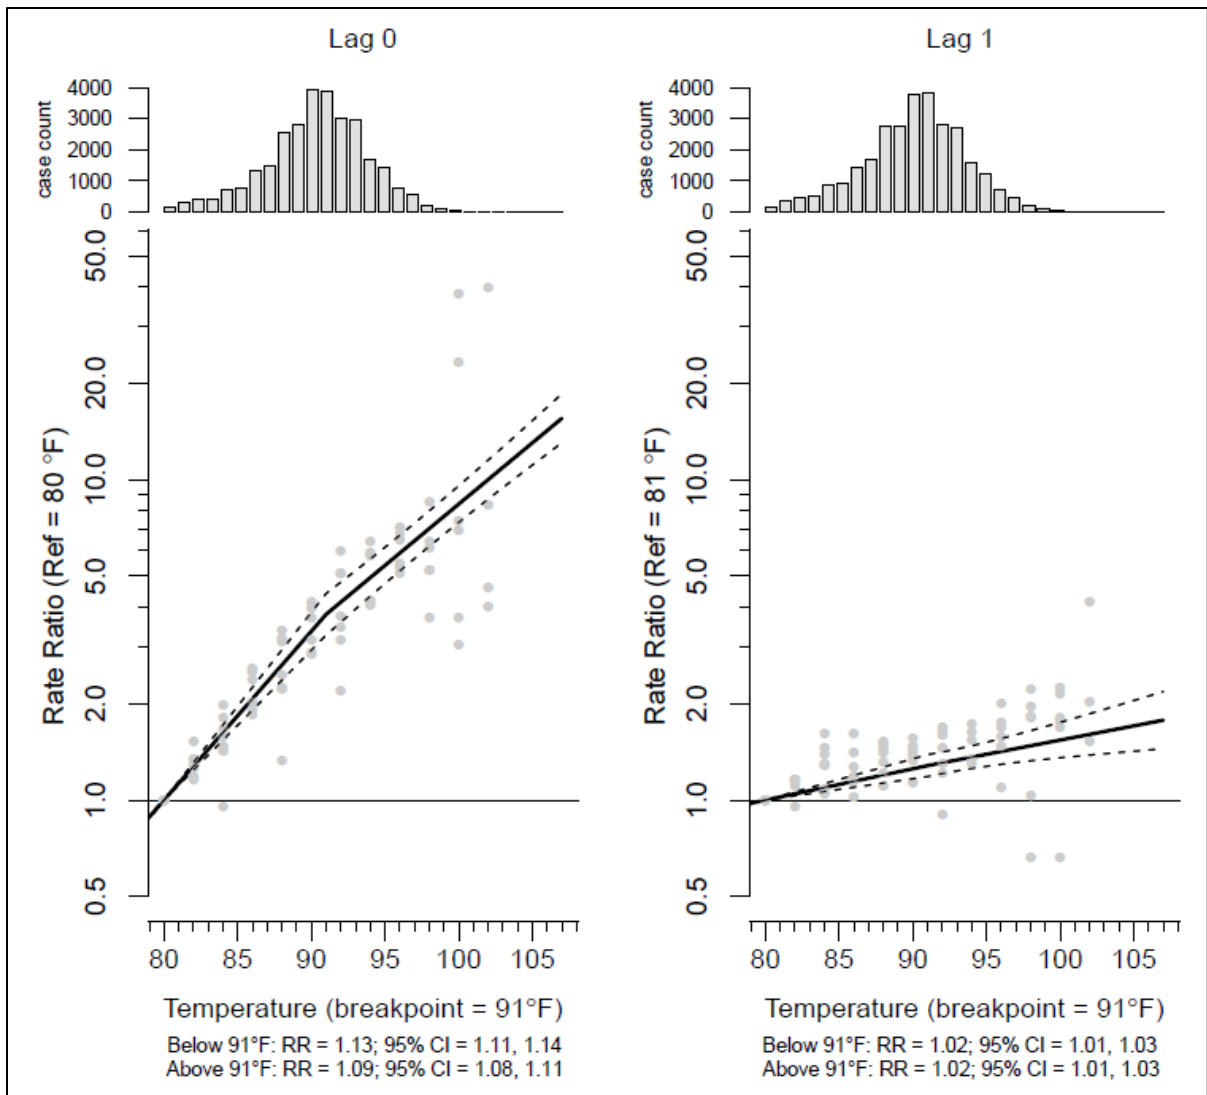 Lag 0
4000
3000
2000
1000
0
case count
50.0
20.0
10.0
5.0
2.0
1.0
0.5
Rate Ratio (Ref = 80 °F)
80 85 90 95 100 105
Temperature (breakpoint = 91°F)
Below 91°F: RR = 1.13; 95% CI = 1.11, 1.14
Above 91°F: RR = 1.09; 95% CI = 1.08, 1.11
Lag 1
4000
3000
2000
1000
0
case count
50.0
20.0
10.0
5.0
2.0
1.0
0.5
Rate Ratio (Ref = 81 °F)
80 85 90 95 100 105
Temperature (breakpoint = 91°F)
Below 91°F: RR = 1.02; 95% CI = 1.01, 1.03
Above 91°F: RR = 1.02; 95% CI = 1.01, 1.03